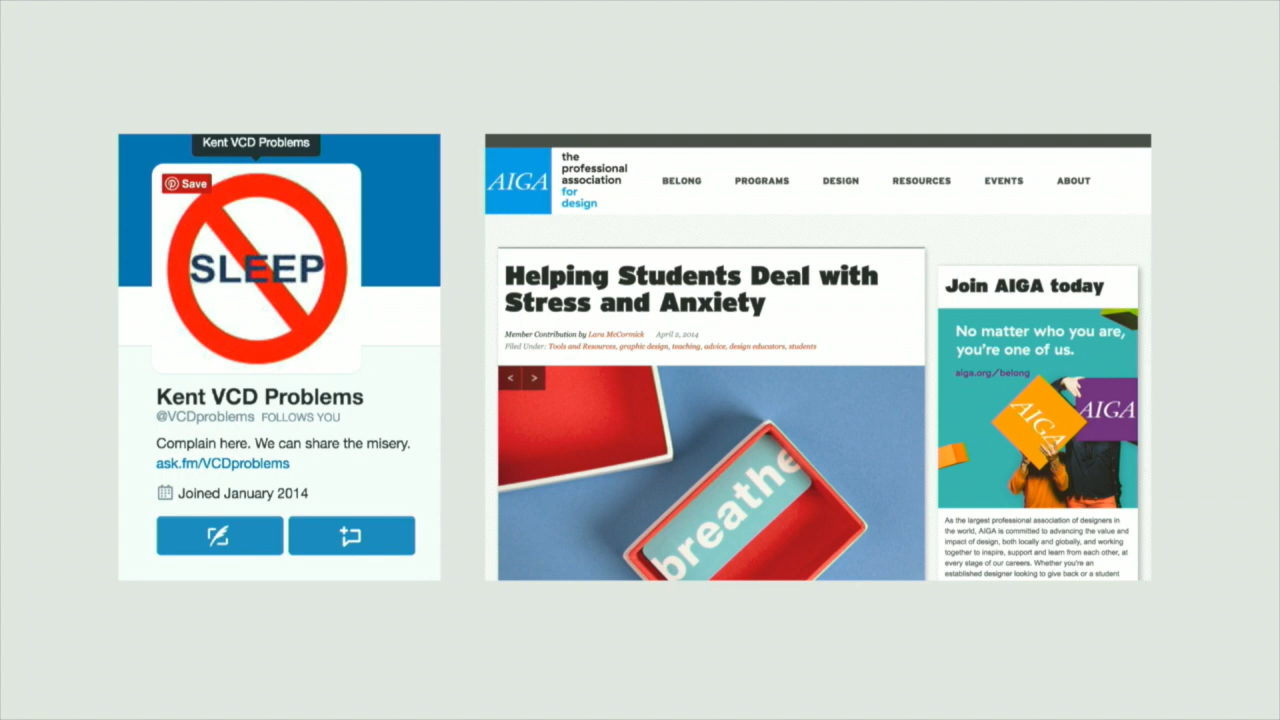 Kent VCD Problems
Save
SLEEP
Kent VCD Problems
@VCDproblems FOLLOWS YOU
Complain here. We can share the misery.
ask.fm/VCDproblems
Joined January 2014
AIGA
the
professional
association
for
design
BELONG PROGRAMS DESIGN RESOURCES EVENTS ABOUT
Helping Students Deal with
Stress and Anxiety
Member Contribution by Lara McCormick April 2, 2014
Filed Under: Tools and Resources, graphic design, teaching, advice, design educators, students
< >
breathe
Join AIGA today
No matter who you are,
you're one of us.
aiga.org/belong
AIGA
AIGA
As the largest professional association of designers in
the world, AIGA is committed to advancing the value and
impact of design, both locally and globally, and working
together to inspire, support and learn from each other, at
every stage of our careers. Whether you're an
established designer looking to give back or a student